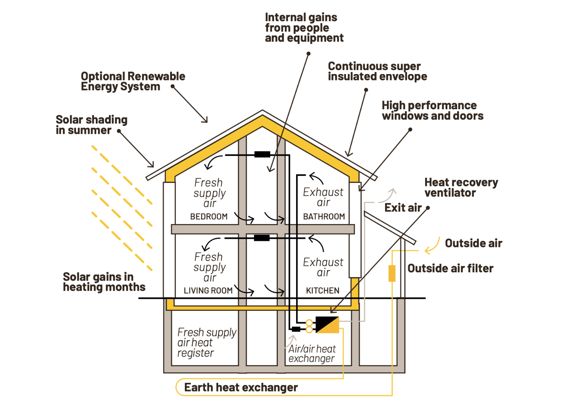 Internal gains
from people
and equipment
Optional Renewable
Energy System
Continuous super
insulated envelope
Solar shading
in summer
High performance
windows and doors
Heat recovery
ventilator
Fresh
supply
air
BEDROOM
Exhaust
air
BATHROOM
Exit air
Outside air
Outside air filter
Fresh
supply
air
LIVING ROOM
Exhaust
air
KITCHEN
Solar gains in
heating months
Fresh supply
air heat
register
Air/air heat
exchanger
Earth heat exchanger